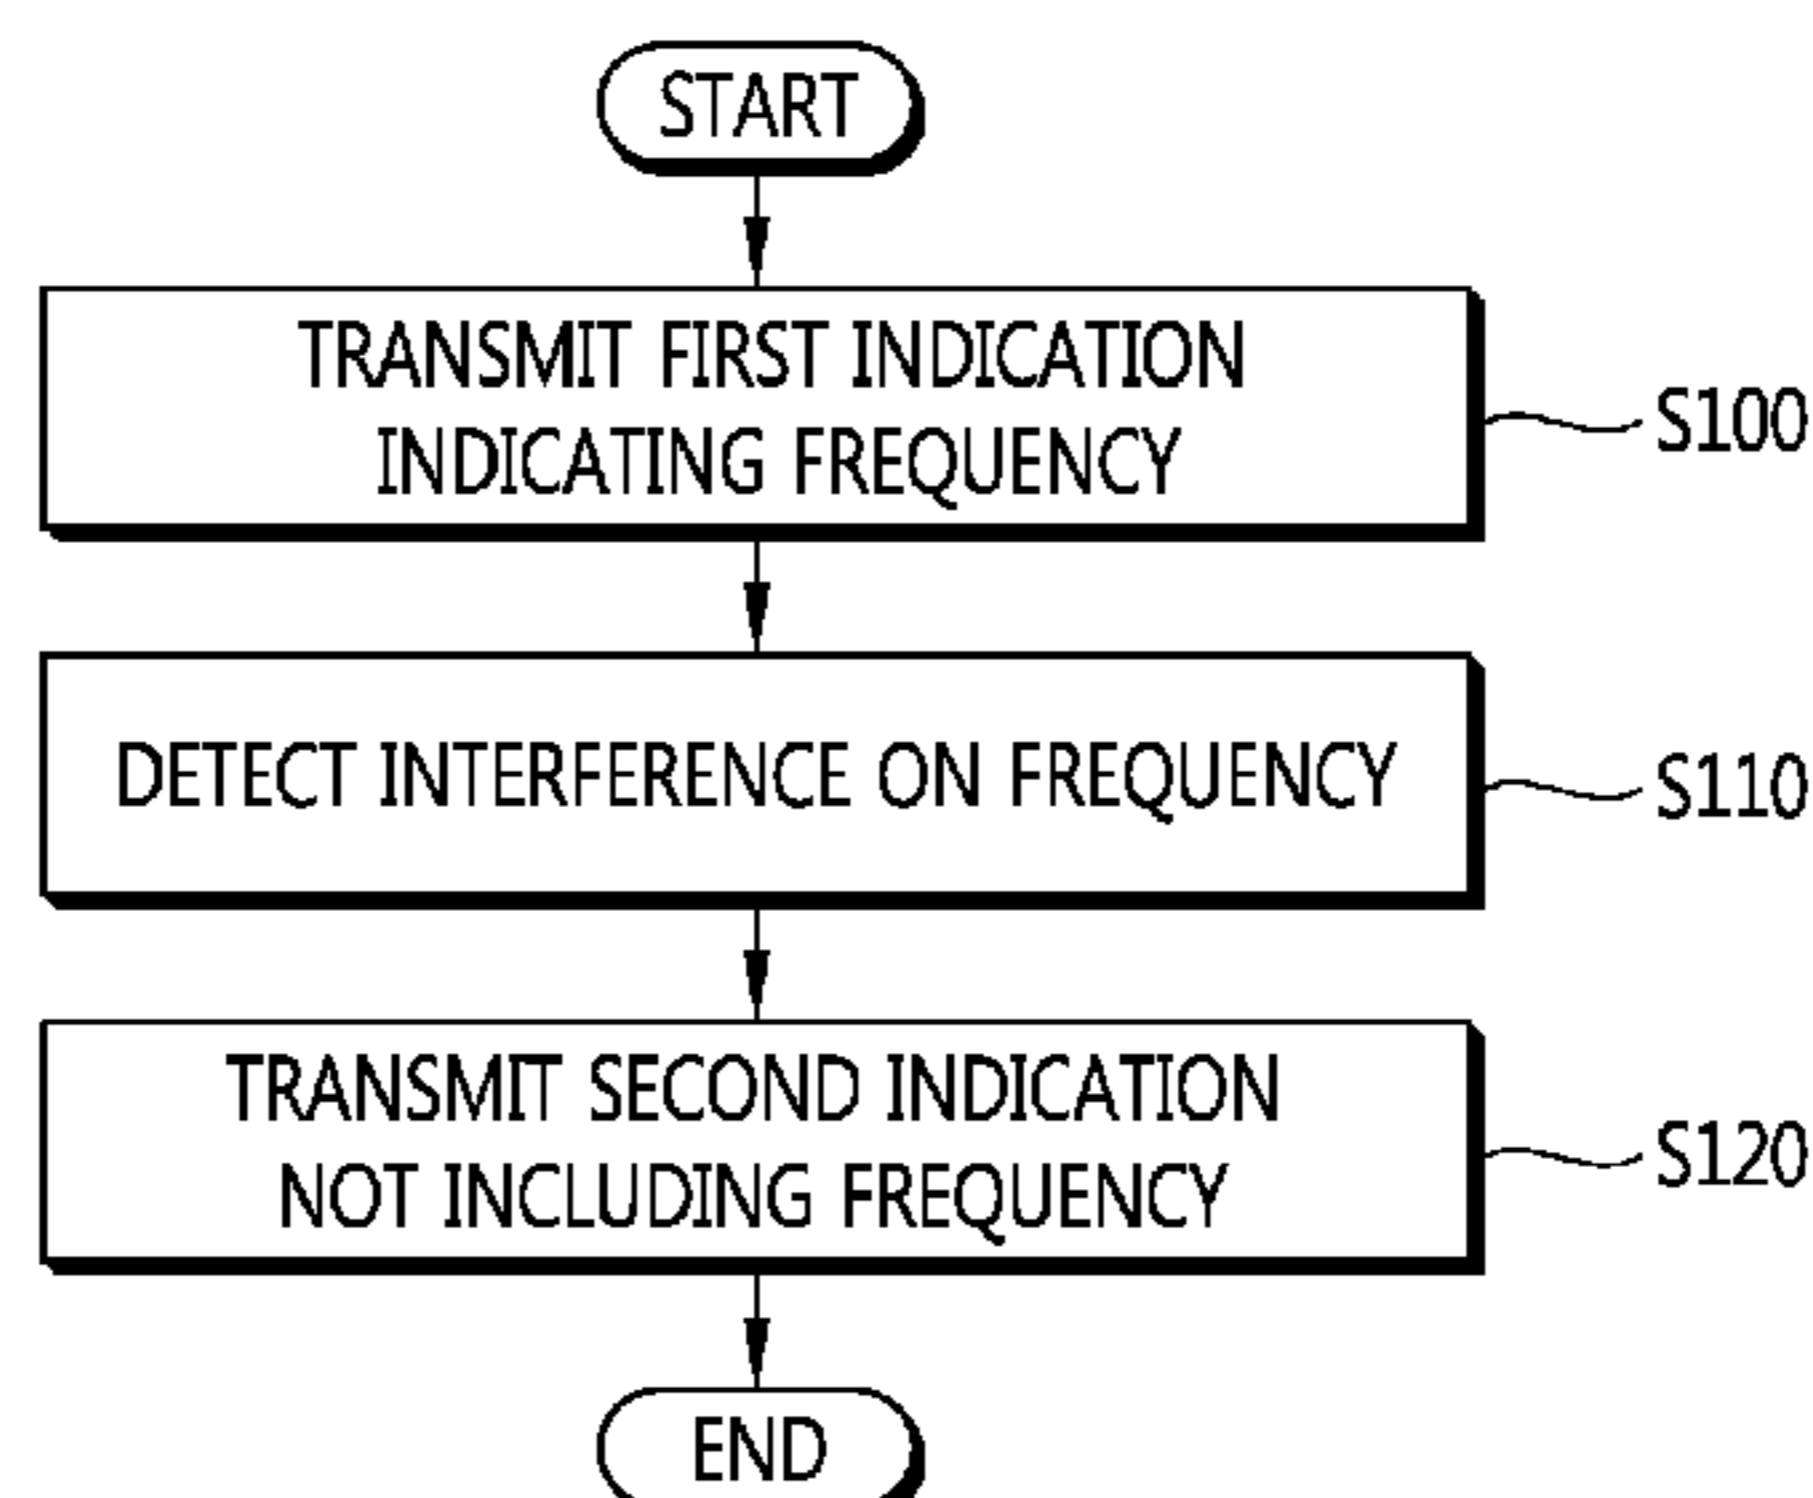 START
TRANSMIT FIRST INDICATION
INDICATING FREQUENCY
S100
DETECT INTERFERENCE ON FREQUENCY
S110
TRANSMIT SECOND INDICATION
NOT INCLUDING FREQUENCY
S120
END